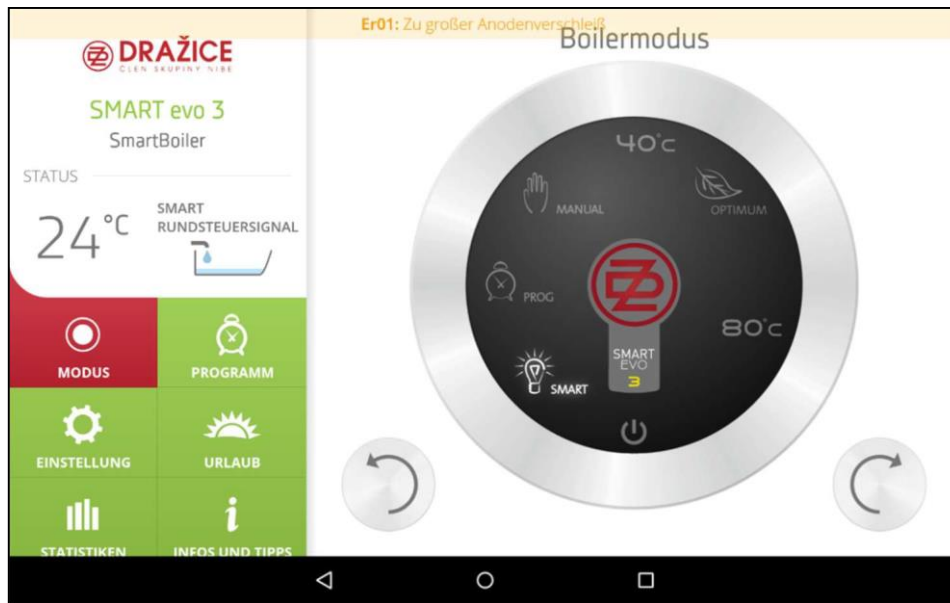 Er01: Zu großer Anodenverschleiß
DRAŽICE
ČLEN SKUPINY NIBE
SMART evo 3
SmartBoiler
STATUS
24 °C
SMART
RUNDSTEUERSIGNAL
MODUS
PROGRAMM
EINSTELLUNG
URLAUB
STATISTIKEN
INFOS UND TIPPS
Boilermodus
40°C
MANUAL
OPTIMUM
PROG
80°C
SMART
EVO
3
SMART